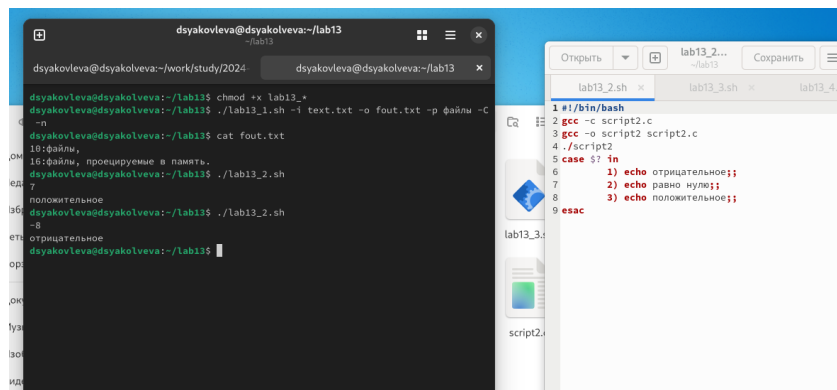 dsyakovleva@dsyakolveva:~/lab13
~/lab13
dsyakovleva@dsyakolveva:~/work/study/2024-
dsyakovleva@dsyakolveva:~/lab13
dsyakovleva@dsyakolveva:~/lab13$ chmod +x lab13_*
dsyakovleva@dsyakolveva:~/lab13$ ./lab13_1.sh -i text.txt -o fout.txt -p файлы -C
-n
dsyakovleva@dsyakolveva:~/lab13$ cat fout.txt
10:файлы,
16:файлы, проецируемые в память.
dsyakovleva@dsyakolveva:~/lab13$ ./lab13_2.sh
7
положительное
dsyakovleva@dsyakolveva:~/lab13$ ./lab13_2.sh
-8
отрицательное
dsyakovleva@dsyakolveva:~/lab13$
lab13_3.s
script2.
Открыть
lab13_2...
~/lab13
Сохранить
lab13_2.sh
lab13_3.sh
lab13_4.
1 #!/bin/bash
2 gcc -c script2.c
3 gcc -o script2 script2.c
4 ./script2
5 case $? in
6 1) echo отрицательное;;
7 2) echo равно нулю;;
8 3) echo положительное;;
9 esac